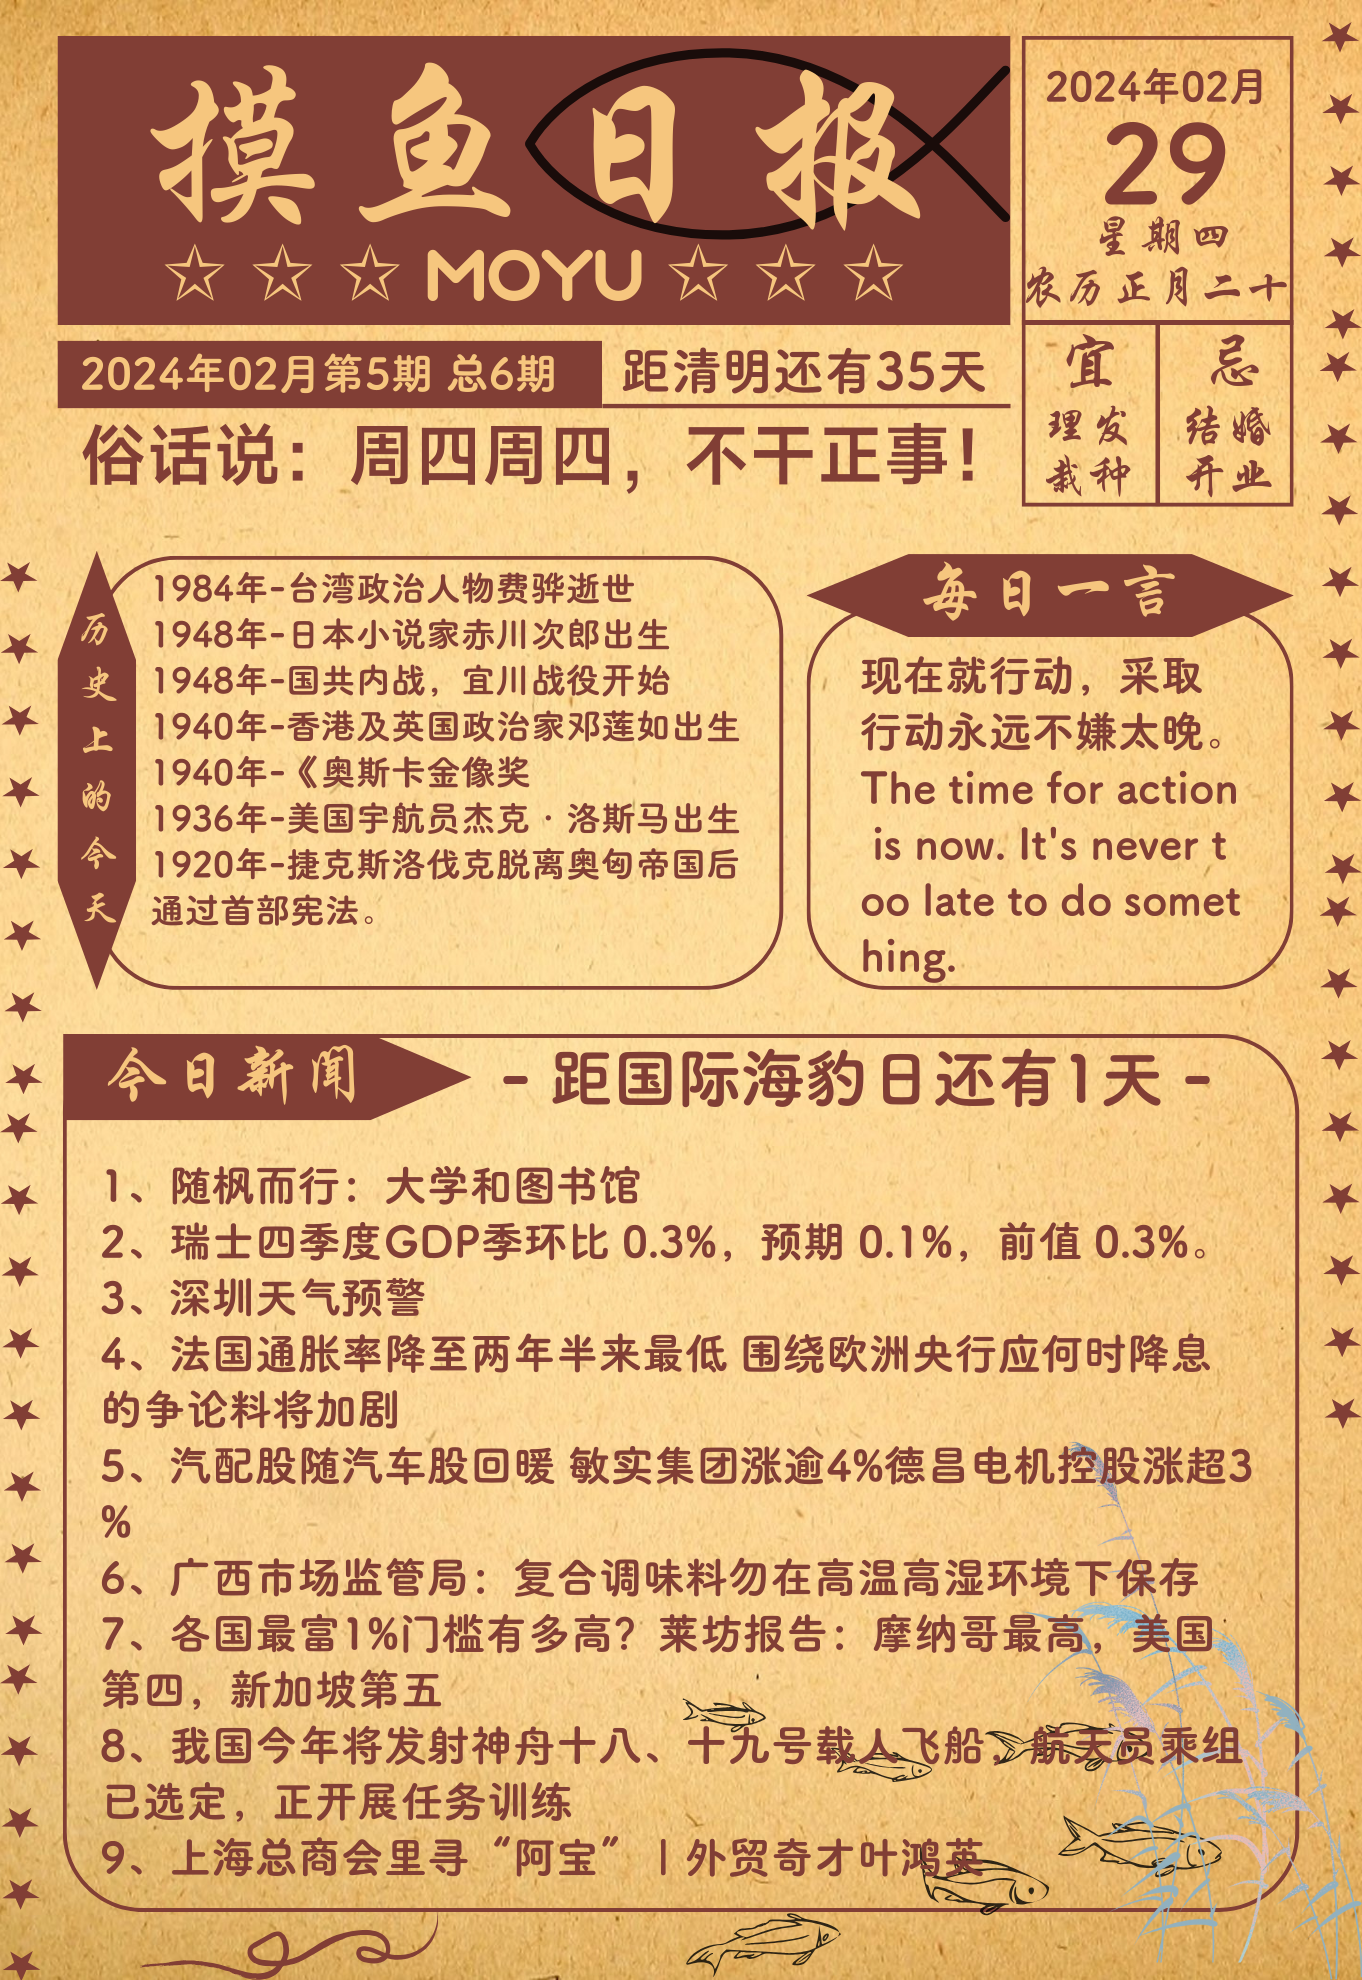 摸鱼日报
MOYU
2024年02月
29
星期四
农历正月二十
宜
理发
栽种
忌
结婚
开业
2024年02月第5期 总6期
距清明还有35天
俗话说：周四周四，不干正事！
历史上的今天
1984年-台湾政治人物费骅逝世
1948年-日本小说家赤川次郎出生
1948年-国共内战，宜川战役开始
1940年-香港及英国政治家邓莲如出生
1940年-《奥斯卡金像奖
1936年-美国宇航员杰克·洛斯马出生
1920年-捷克斯洛伐克脱离奥匈帝国后
通过首部宪法。
每日一言
现在就行动，采取
行动永远不嫌太晚。
The time for action
is now. It's never t
oo late to do somet
hing.
今日新闻
- 距国际海豹日还有1天 -
1、随枫而行：大学和图书馆
2、瑞士四季度GDP季环比 0.3%，预期 0.1%，前值 0.3%。
3、深圳天气预警
4、法国通胀率降至两年半来最低 围绕欧洲央行应何时降息
的争论料将加剧
5、汽配股随汽车股回暖 敏实集团涨逾4%德昌电机控股涨超3
%
6、广西市场监管局：复合调味料勿在高温高湿环境下保存
7、各国最富1%门槛有多高？莱坊报告：摩纳哥最高，美国
第四，新加坡第五
8、我国今年将发射神舟十八、十九号载人飞船，航天员乘组
已选定，正开展任务训练
9、上海总商会里寻“阿宝”丨外贸奇才叶鸿英